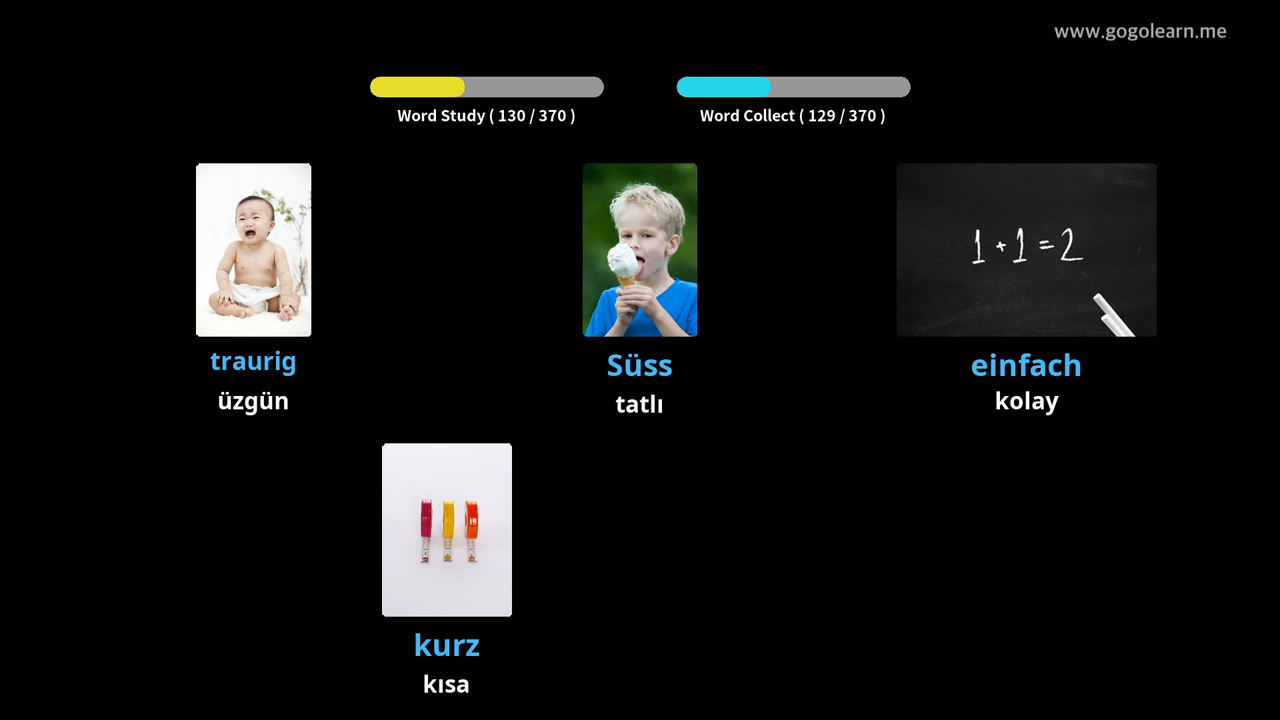 www.gogolearn.me
Word Study ( 130 / 370 )
Word Collect ( 129 / 370 )
traurig
üzgün
Süss
tatlı
einfach
kolay
1 + 1 = 2
kurz
kısa